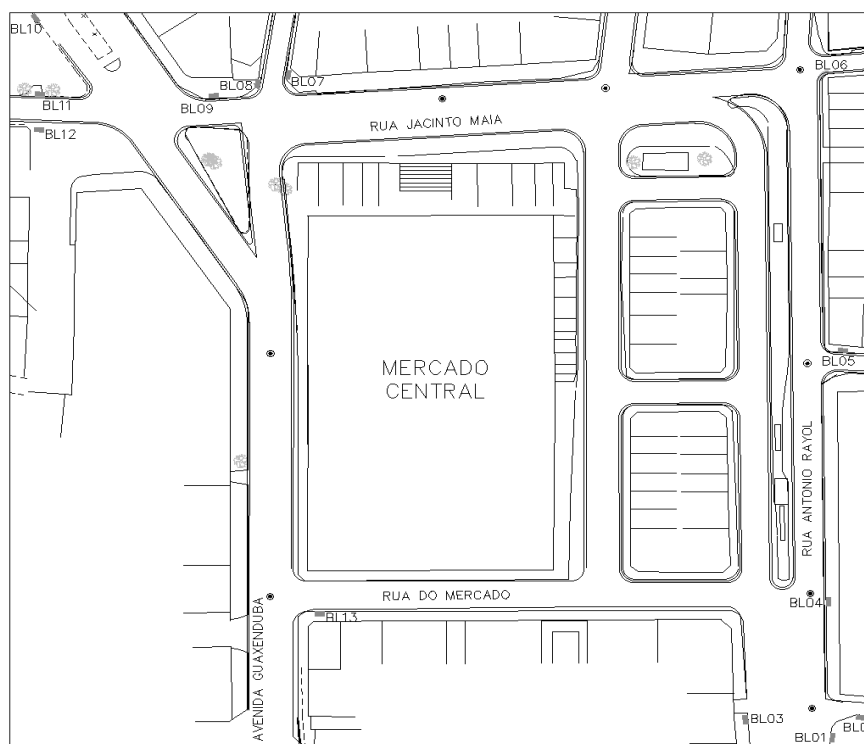 BL10
BL06
BL08
BL07
BL11
BL09
RUA JACINTO MAIA
BL12
BL05
MERCADO
CENTRAL
RUA ANTONIO RAYOL
RUA DO MERCADO
BL04
BL13
AVENIDA GUAXENDUBA
BL03
BL01